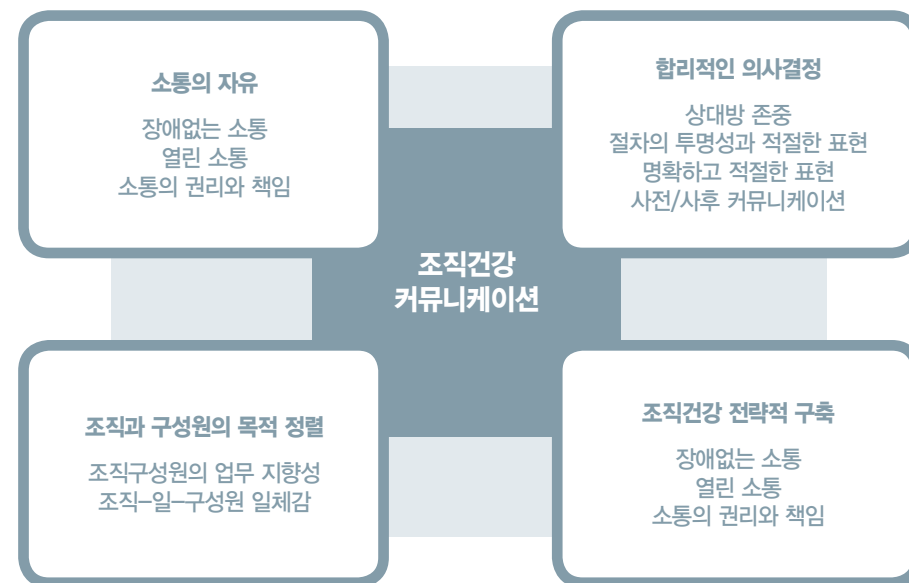 소통의 자유
장애없는 소통
열린 소통
소통의 권리와 책임
합리적인 의사결정
상대방 존중
절차의 투명성과 적절한 표현
명확하고 적절한 표현
사전/사후 커뮤니케이션
조직건강
커뮤니케이션
조직과 구성원의 목적 정렬
조직구성원의 업무 지향성
조직–일–구성원 일체감
조직건강 전략적 구축
장애없는 소통
열린 소통
소통의 권리와 책임